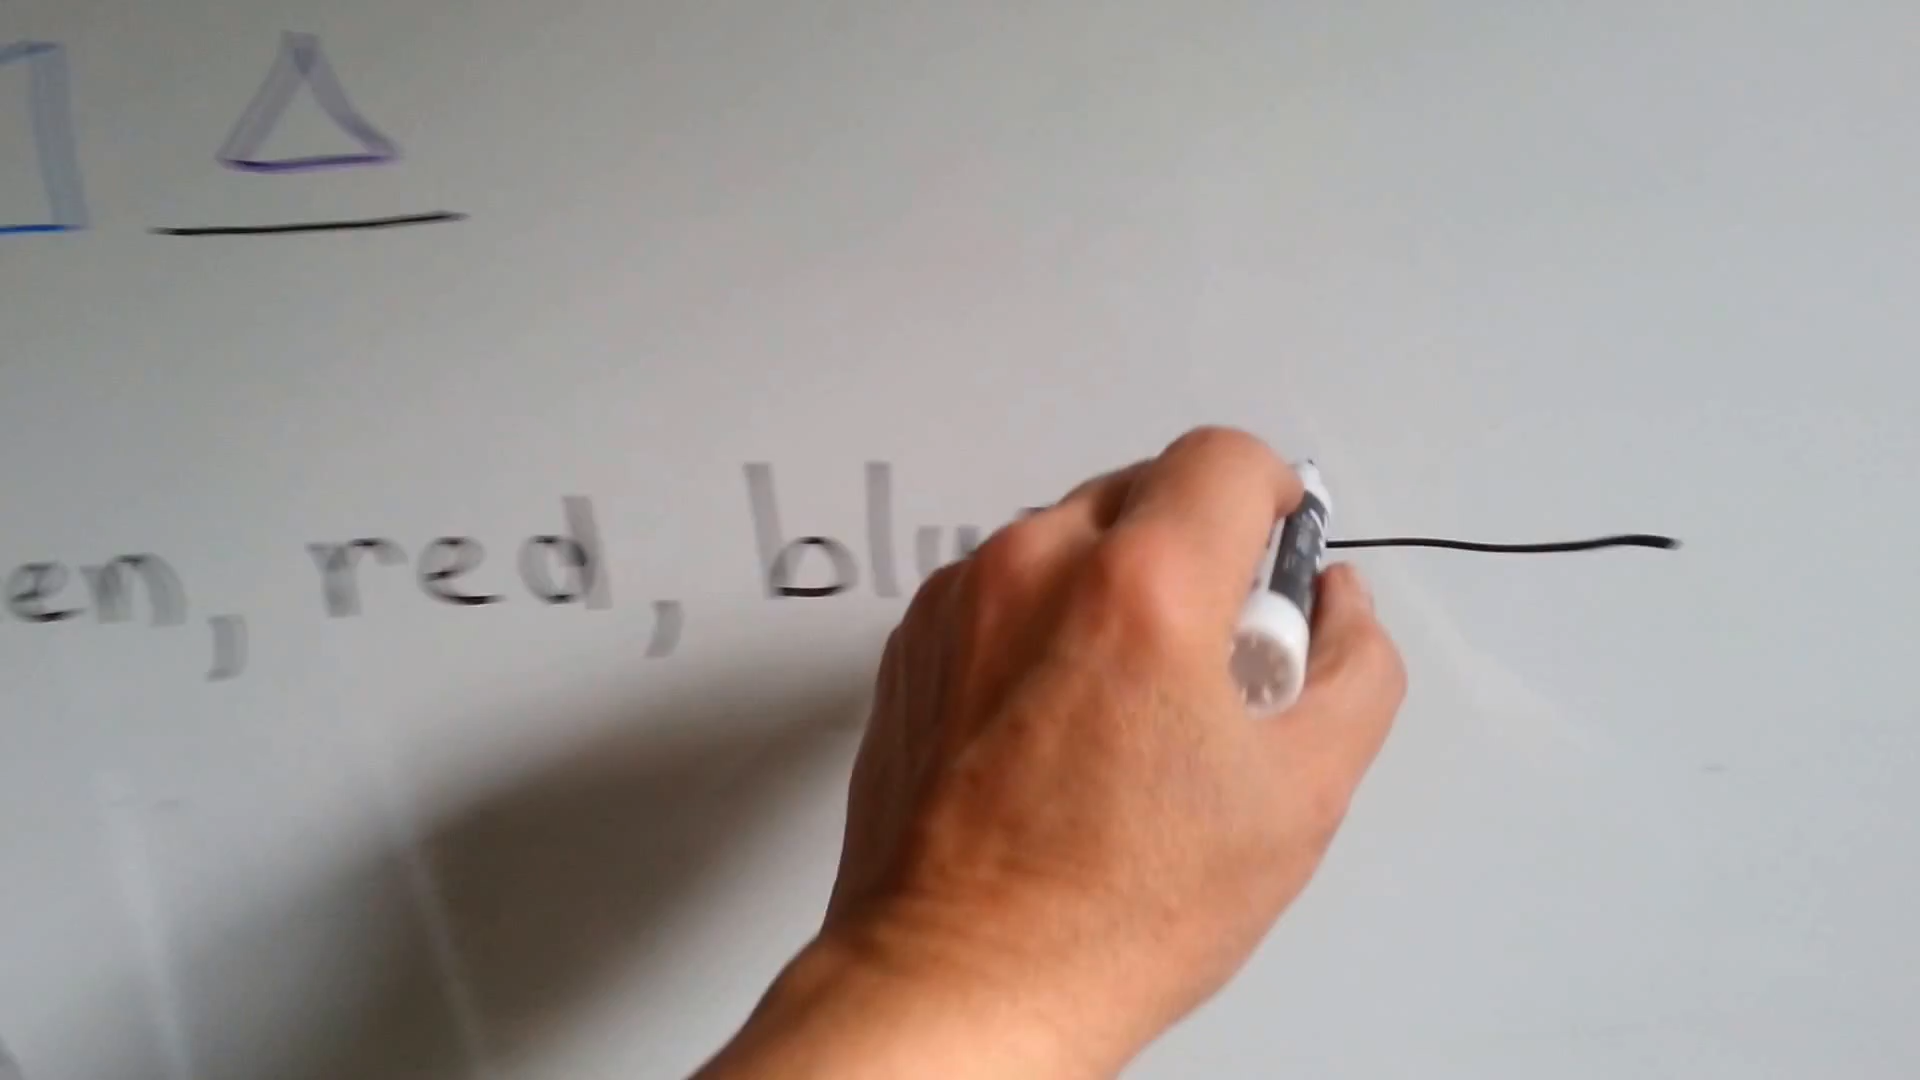 en, red, blu